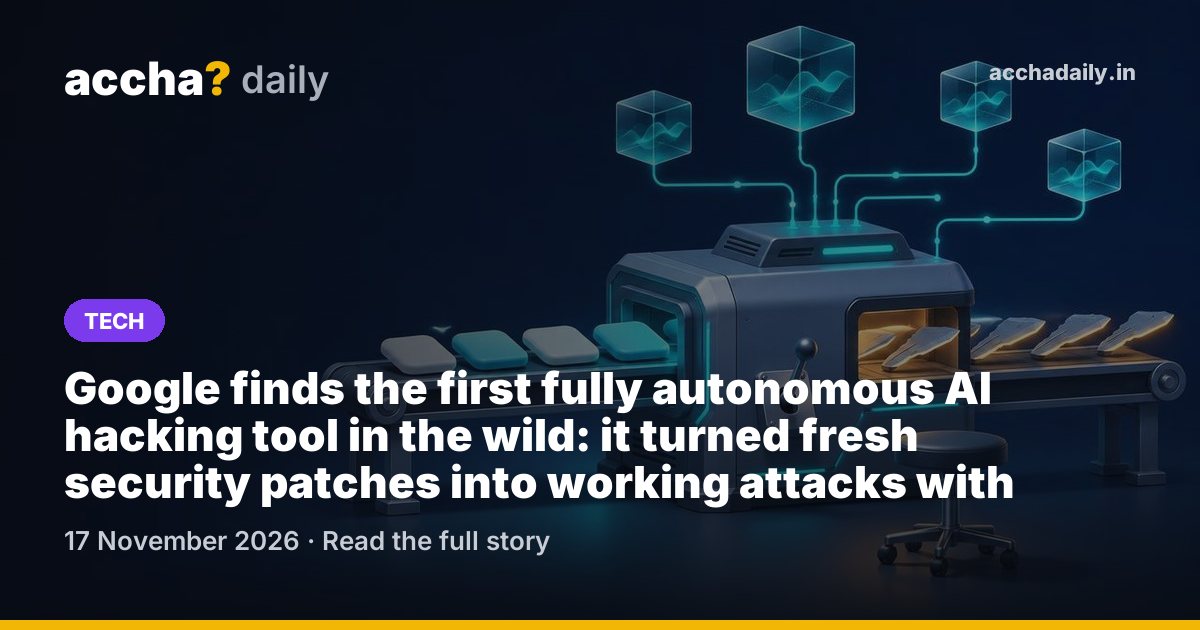 accha? daily
acchadaily.in
TECH
Google finds the first fully autonomous AI
hacking tool in the wild: it turned fresh
security patches into working attacks with
17 November 2026 · Read the full story